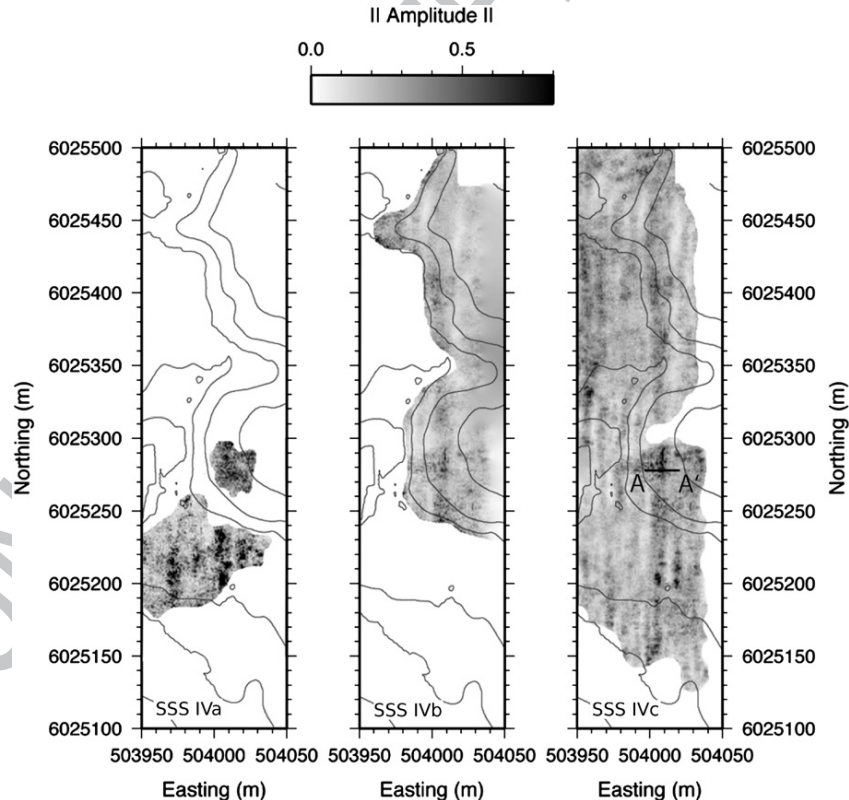 || Amplitude ||
0.0 0.5
6025500 6025500
6025450 6025450
6025400 6025400
6025350 6025350
6025300 6025300
6025250 6025250
6025200 6025200
6025150 6025150
6025100 6025100
Northing (m) Northing (m)
A A'
SSS IVa SSS IVb SSS IVc
503950 504000 504050 503950 504000 504050 503950 504000 504050
Easting (m) Easting (m) Easting (m)